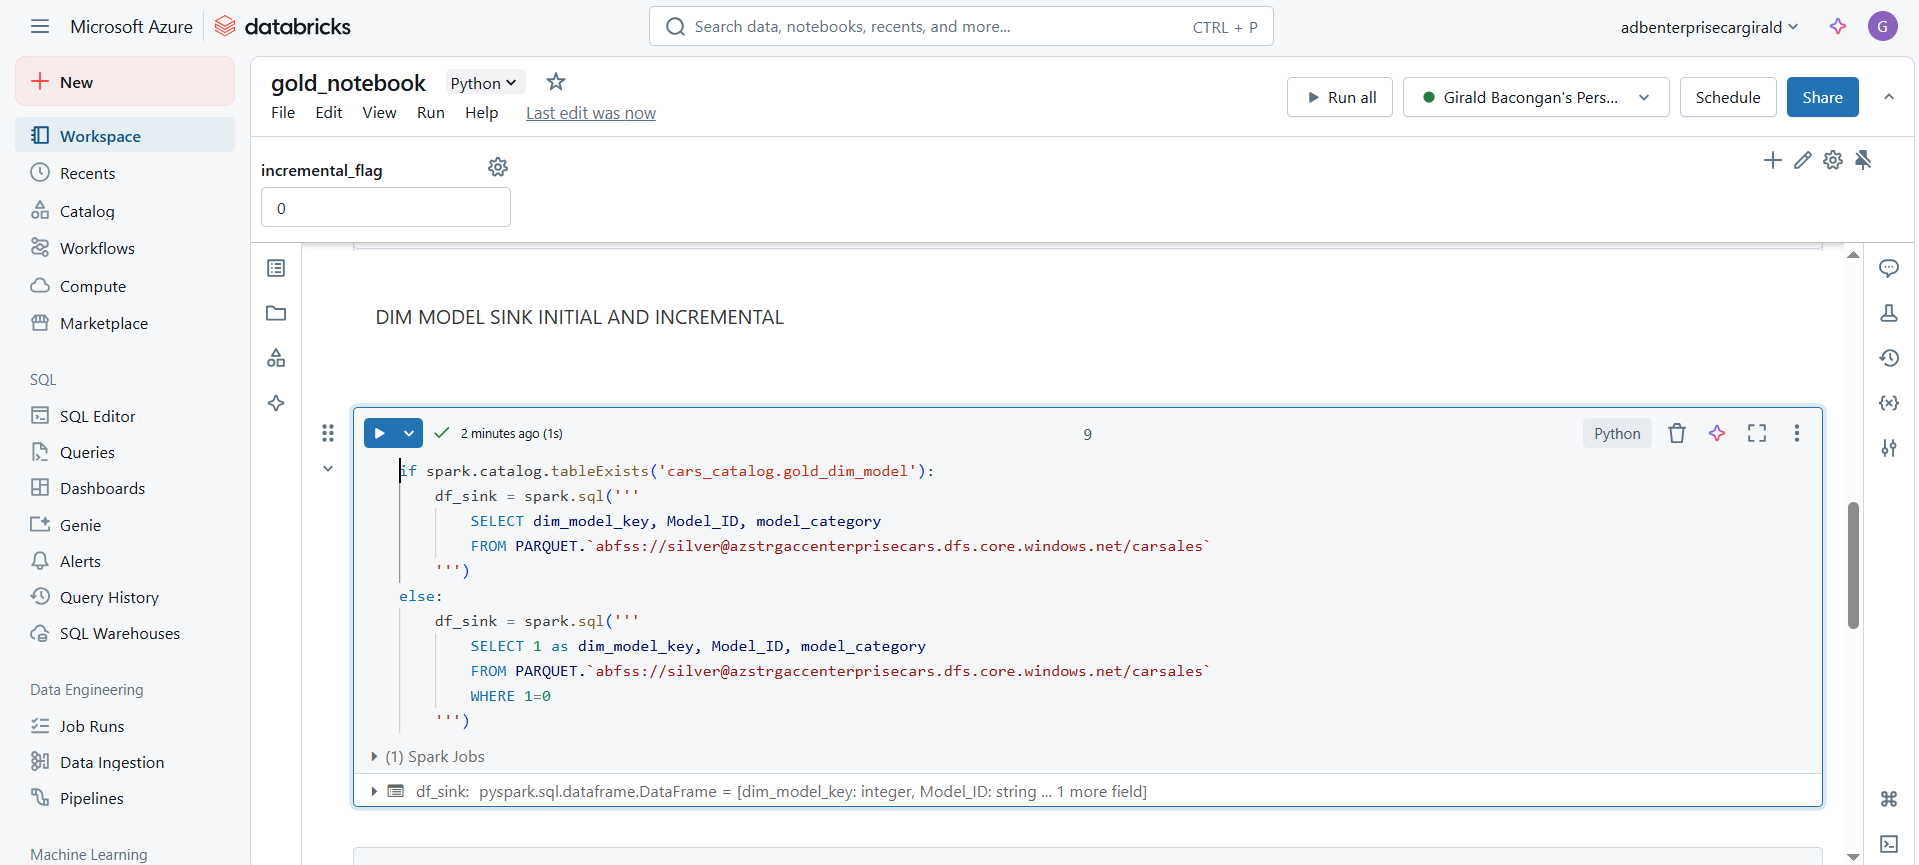 Microsoft Azure
databricks
Search data, notebooks, recents, and more...
CTRL + P
adbenterprisecargirald
G
New
Workspace
Recents
Catalog
Workflows
Compute
Marketplace
SQL
SQL Editor
Queries
Dashboards
Genie
Alerts
Query History
SQL Warehouses
Data Engineering
Job Runs
Data Ingestion
Pipelines
Machine Learning
gold_notebook
Python
File Edit View Run Help Last edit was now
Run all
Girald Bacongan's Pers...
Schedule
Share
incremental_flag
0
DIM MODEL SINK INITIAL AND INCREMENTAL
2 minutes ago (1s)
9
Python
if spark.catalog.tableExists('cars_catalog.gold_dim_model'):
df_sink = spark.sql('''
SELECT dim_model_key, Model_ID, model_category
FROM PARQUET.`abfss://silver@azstrgaccenterprisecars.dfs.core.windows.net/carsales`
''')
else:
df_sink = spark.sql('''
SELECT 1 as dim_model_key, Model_ID, model_category
FROM PARQUET.`abfss://silver@azstrgaccenterprisecars.dfs.core.windows.net/carsales`
WHERE 1=0
''')
(1) Spark Jobs
df_sink: pyspark.sql.dataframe.DataFrame = [dim_model_key: integer, Model_ID: string ... 1 more field]